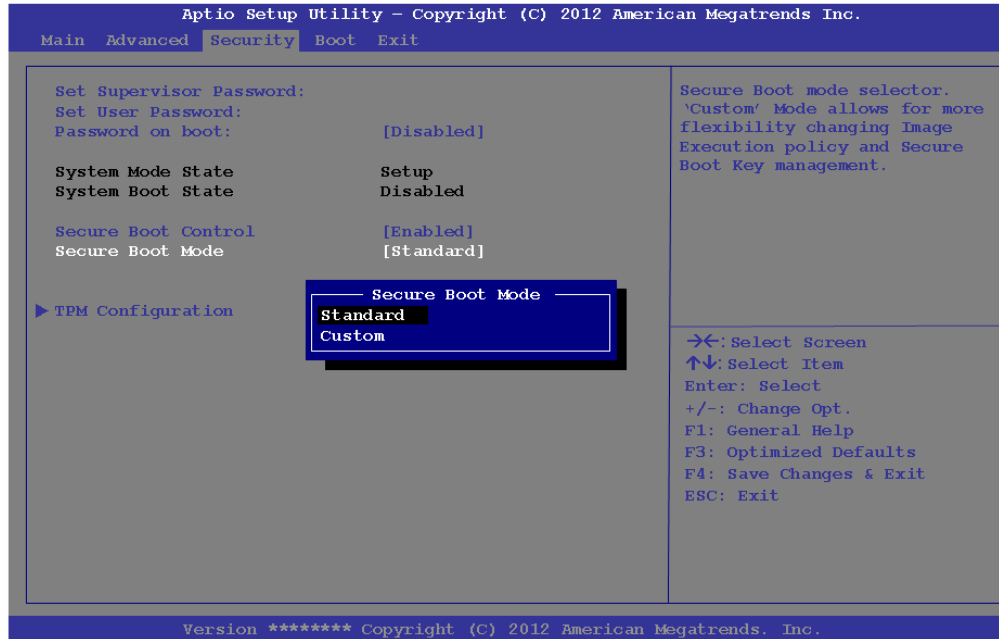 Aptio Setup Utility – Copyright (C) 2012 American Megatrends Inc.
Main Advanced Security Boot Exit
Set Supervisor Password:
Set User Password:
Password on boot: [Disabled]
System Mode State Setup
System Boot State Disabled
Secure Boot Control [Enabled]
Secure Boot Mode [Standard]
TPM Configuration
Secure Boot Mode
Standard
Custom
Secure Boot mode selector.
‘Custom’ Mode allows for more
flexibility changing Image
Execution policy and Secure
Boot Key management.
→←: Select Screen
↑↓: Select Item
Enter: Select
+/-: Change Opt.
F1: General Help
F3: Optimized Defaults
F4: Save Changes & Exit
ESC: Exit
Version ******** Copyright (C) 2012 American Megatrends. Inc.